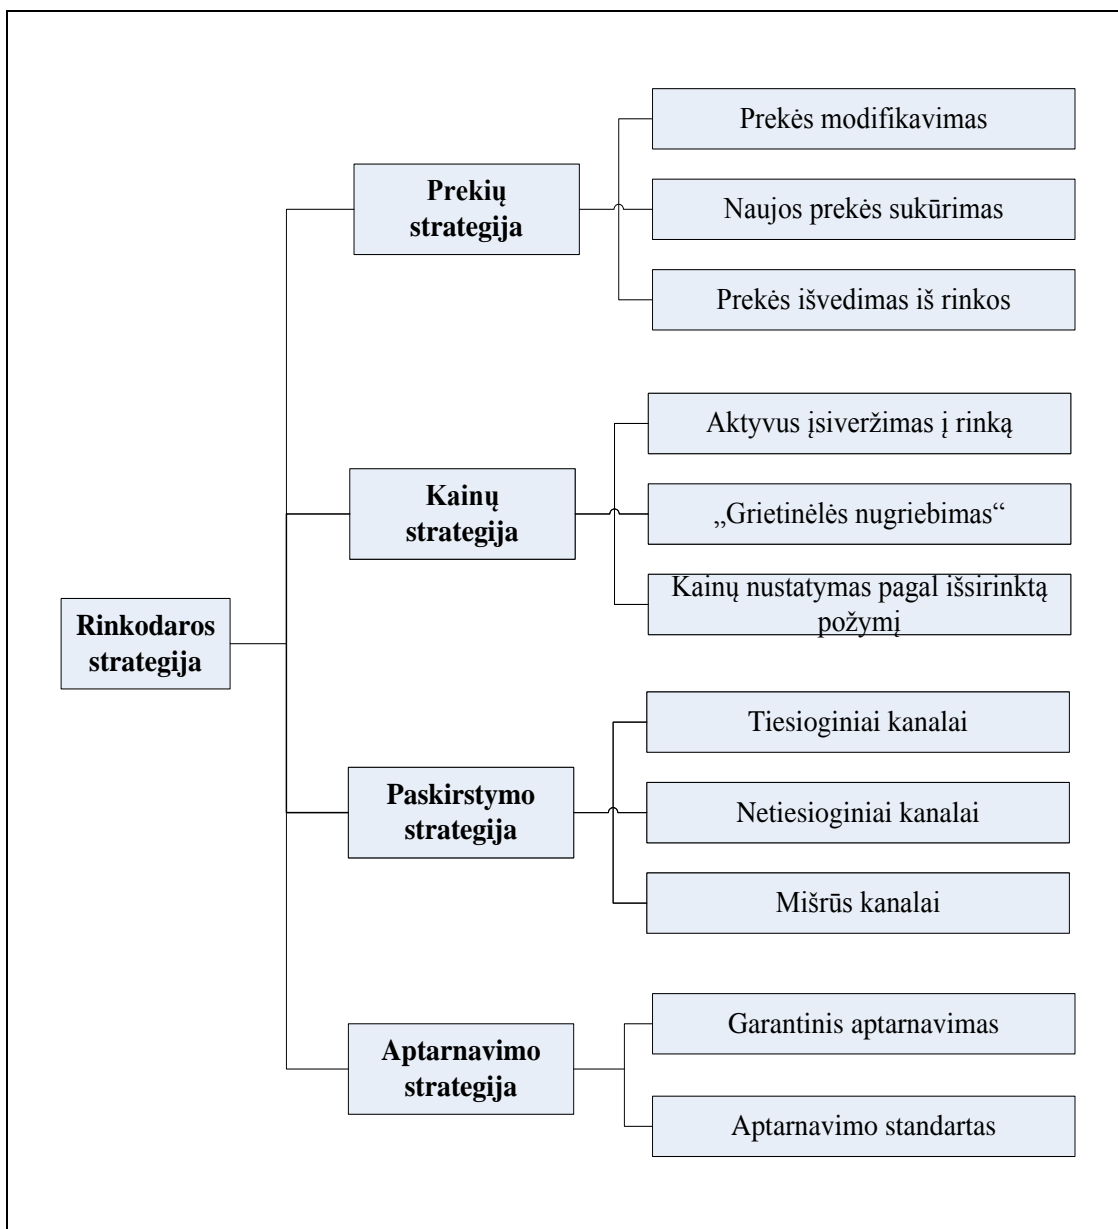 Rinkodaros
strategija
Prekių
strategija
Prekės modifikavimas
Naujos prekės sukūrimas
Prekės išvedimas iš rinkos
Kainų
strategija
Aktyvus įsiveržimas į rinką
„Grietinėlės nugriebimas“
Kainų nustatymas pagal išsirinktą
požymį
Paskirstymo
strategija
Tiesioginiai kanalai
Netiesioginiai kanalai
Mišrūs kanalai
Aptarnavimo
strategija
Garantinis aptarnavimas
Aptarnavimo standartas